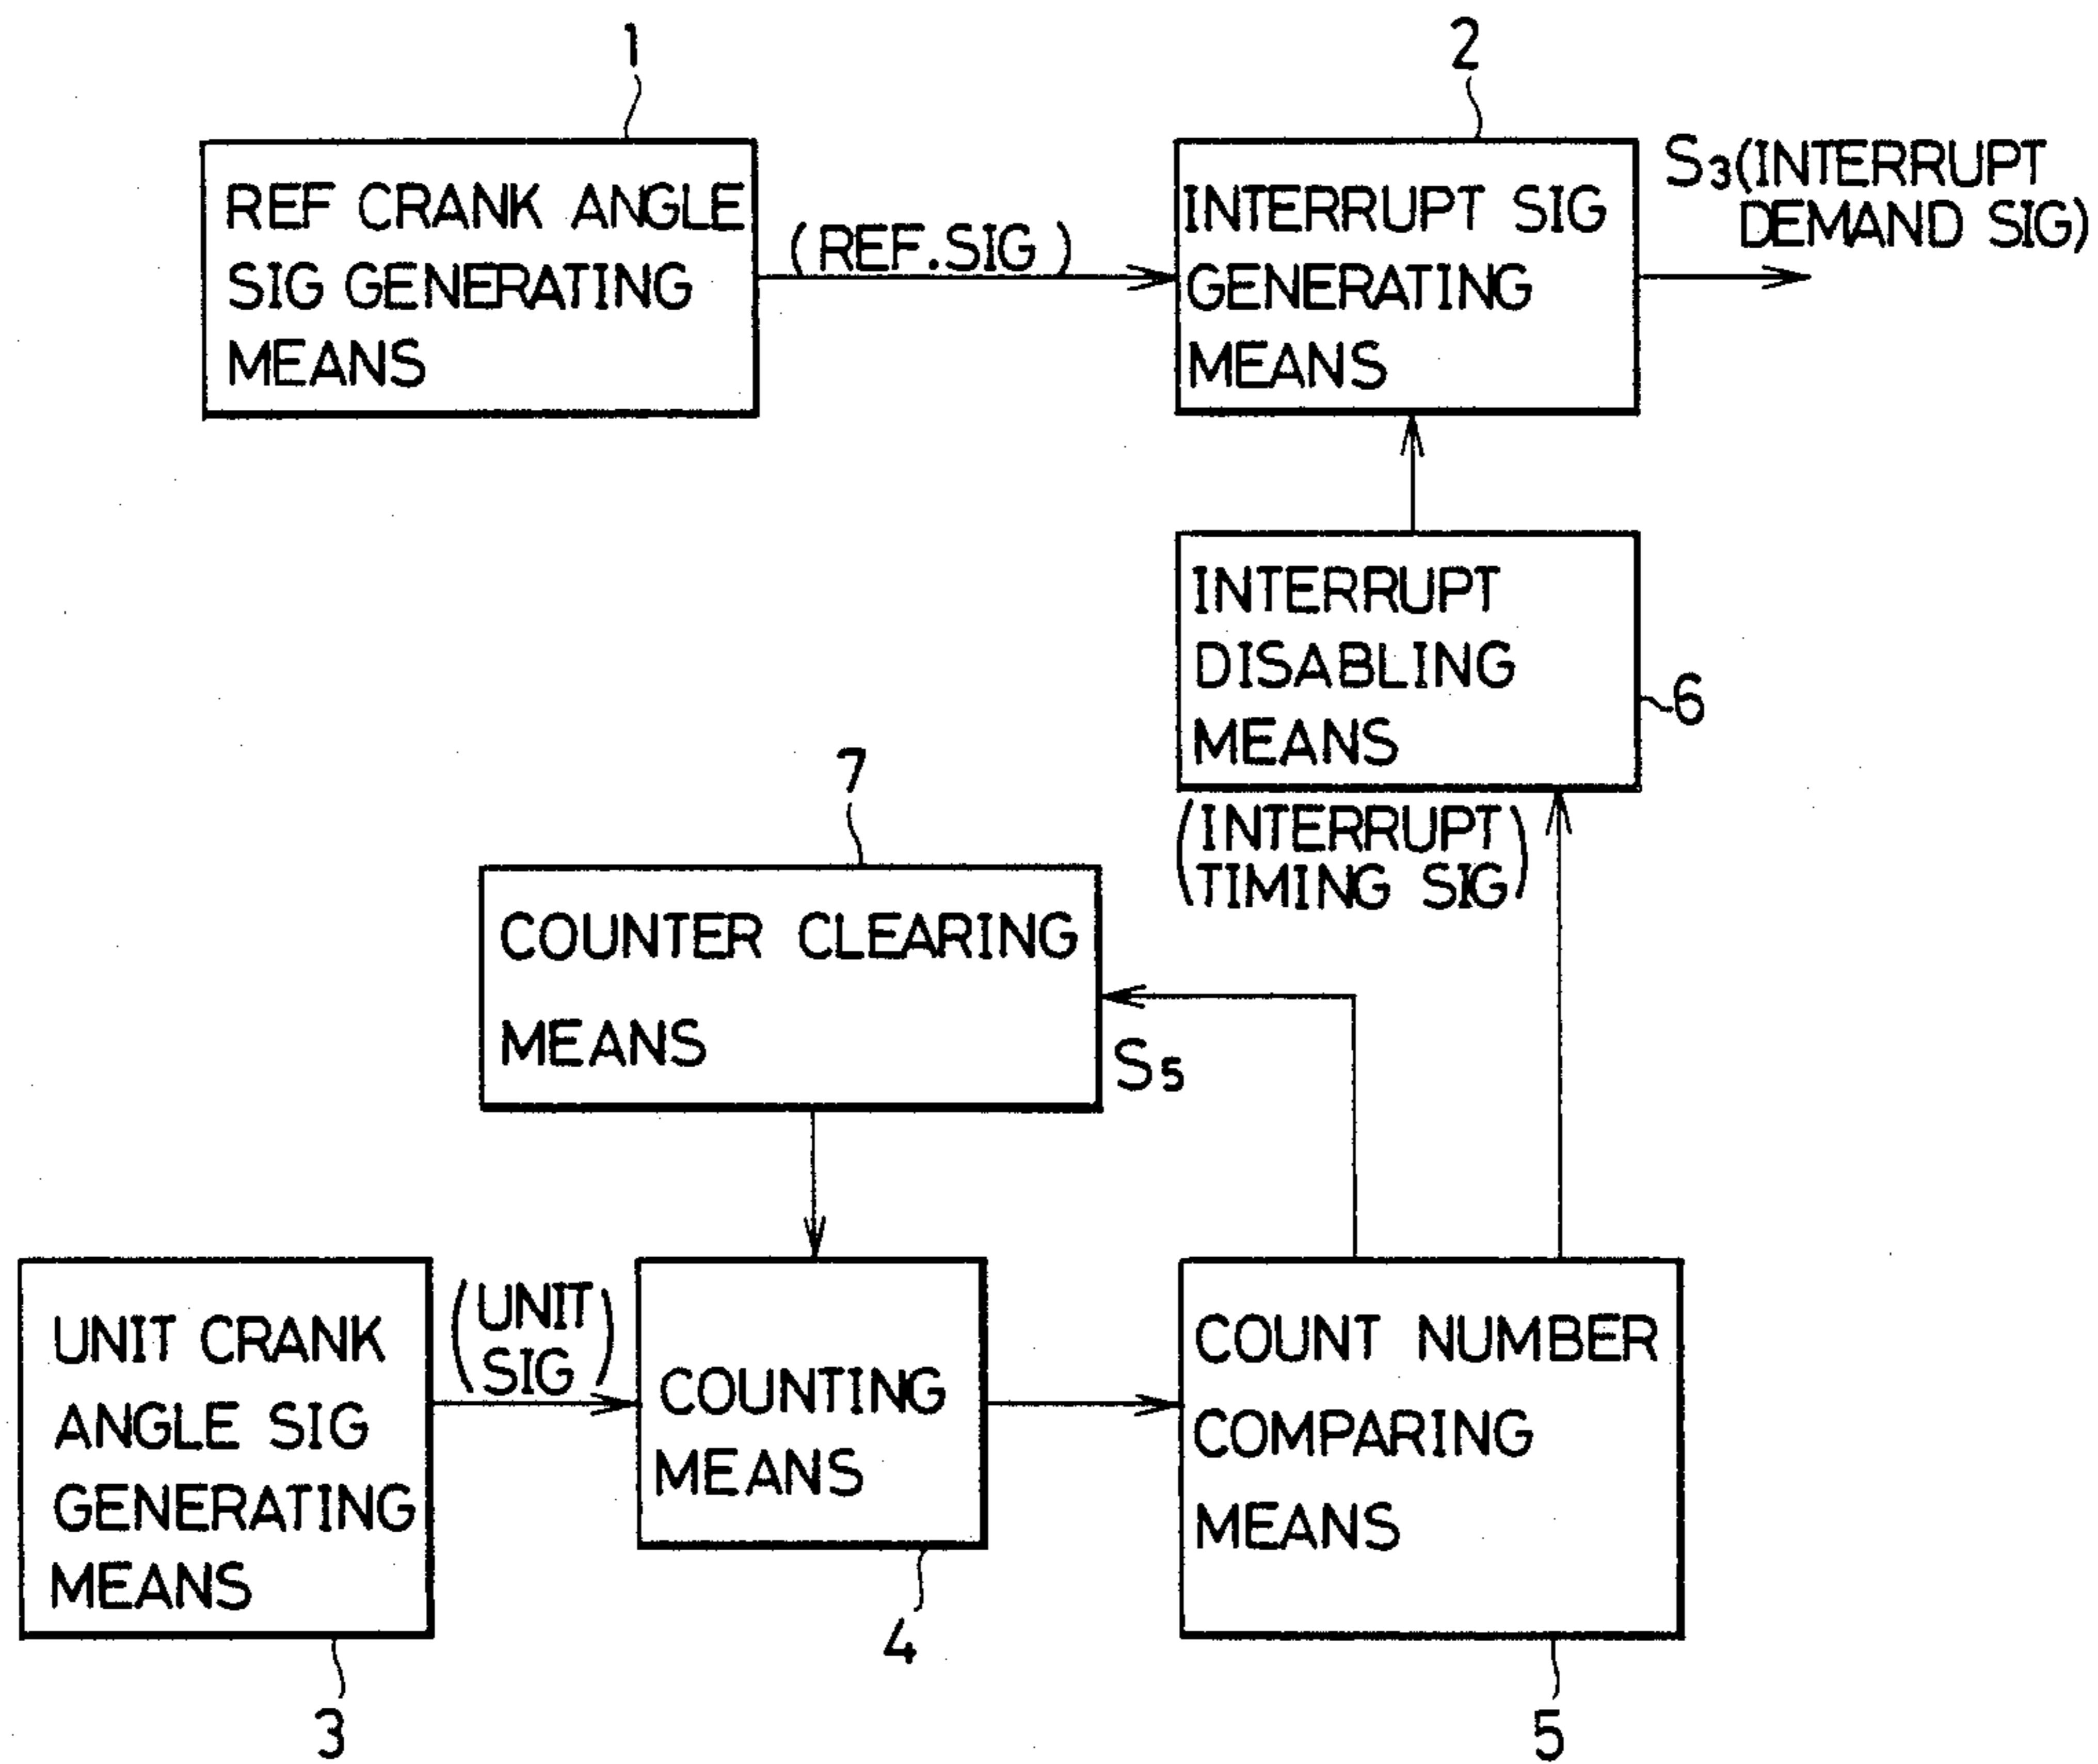 1
2
REF CRANK ANGLE
SIG GENERATING
MEANS
(REF.SIG)
INTERRUPT SIG
GENERATING
MEANS
S3(INTERRUPT
DEMAND SIG)
INTERRUPT
DISABLING
MEANS
6
(INTERRUPT
TIMING SIG)
7
COUNTER CLEARING
MEANS
S5
UNIT CRANK
ANGLE SIG
GENERATING
MEANS
3
(UNIT
SIG)
COUNTING
MEANS
4
COUNT NUMBER
COMPARING
MEANS
5